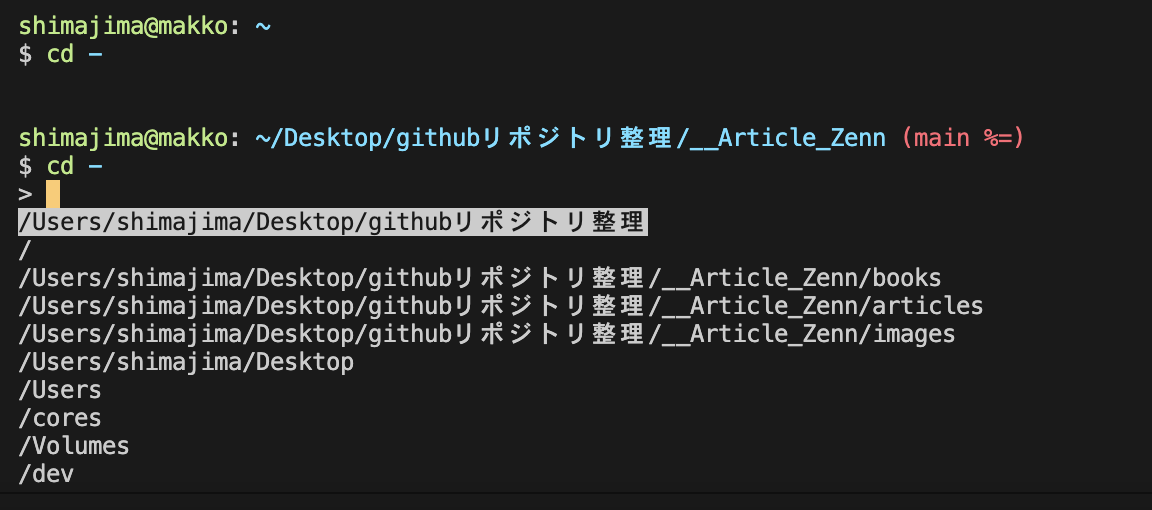 shimajima@makko: ~
$ cd -
shimajima@makko: ~/Desktop/githubリポジトリ整理/__Article_Zenn (main %=)
$ cd -
>
/Users/shimajima/Desktop/githubリポジトリ整理
/
/Users/shimajima/Desktop/githubリポジトリ整理/__Article_Zenn/books
/Users/shimajima/Desktop/githubリポジトリ整理/__Article_Zenn/articles
/Users/shimajima/Desktop/githubリポジトリ整理/__Article_Zenn/images
/Users/shimajima/Desktop
/Users
/cores
/Volumes
/dev